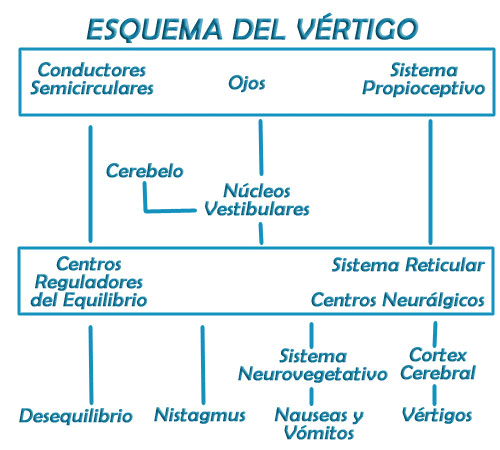 ESQUEMA DEL VÉRTIGO
Conductores
Semicirculares
Ojos
Sistema
Propioceptivo
Cerebelo
Núcleos
Vestibulares
Centros
Reguladores
del Equilibrio
Sistema Reticular
Centros Neurálgicos
Sistema
Neurovegetativo
Cortex
Cerebral
Desequilibrio
Nistagmus
Nauseas y
Vómitos
Vértigos